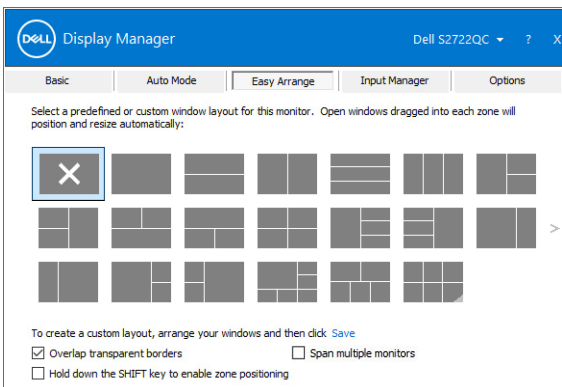 DELL Display Manager Dell S2722QC ? X
Basic Auto Mode Easy Arrange Input Manager Options
Select a predefined or custom window layout for this monitor. Open windows dragged into each zone will
position and resize automatically:
>
To create a custom layout, arrange your windows and then click Save
Overlap transparent borders Span multiple monitors
Hold down the SHIFT key to enable zone positioning